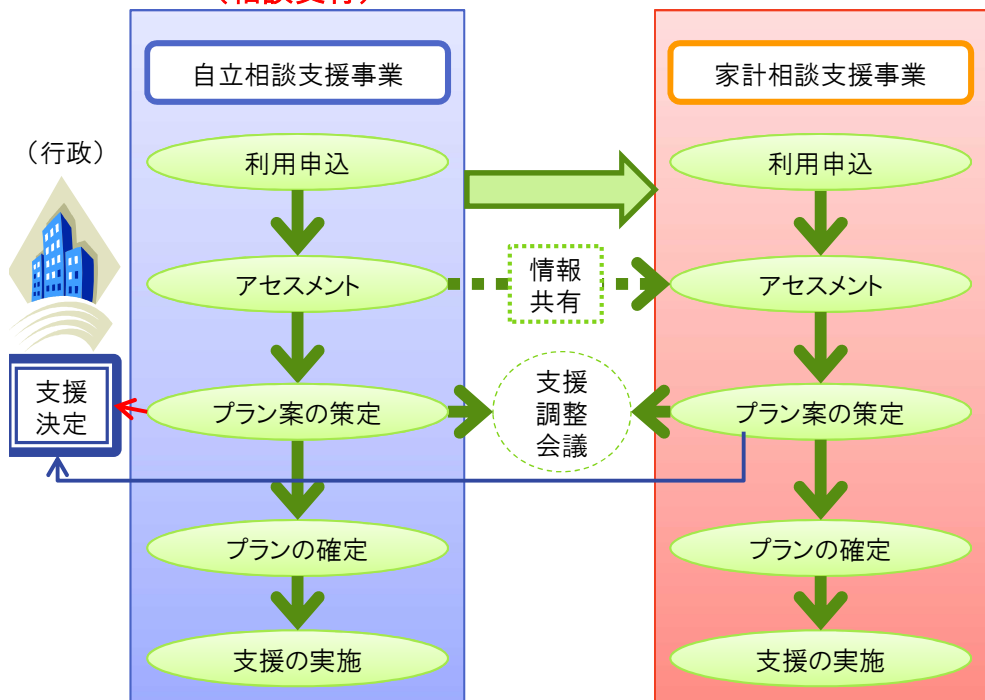 （相談受付）
自立相談支援事業
家計相談支援事業
（行政）
利用申込
利用申込
アセスメント
情報
共有
アセスメント
支援
決定
プラン案の策定
支援
調整
会議
プラン案の策定
プランの確定
プランの確定
支援の実施
支援の実施